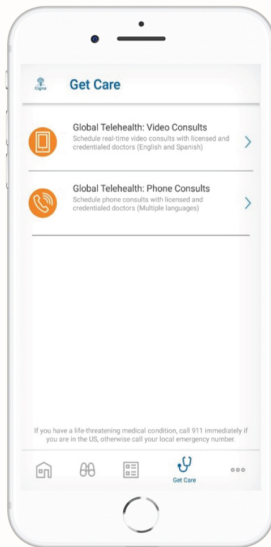 Cigna
Get Care
Global Telehealth: Video Consults
Schedule real-time video consults with licensed and
credentialed doctors (English and Spanish)
Global Telehealth: Phone Consults
Schedule phone consults with licensed and
credentialed doctors (Multiple languages)
If you have a life-threatening medical condition, call 911 immediately if
you are in the US, otherwise call your local emergency number.
Get Care